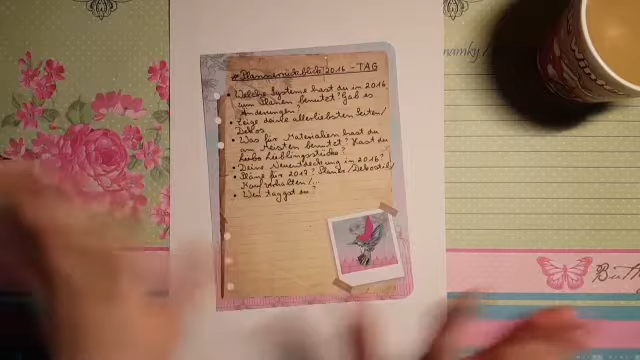 #Plannerrückblick2016 - TAG
• Welche Systeme hast du in 2016
zum Planen benutzt? Gab es
Änderungen?
• Zeige deine allerliebsten Seiten/
Dekos
• Was für Materialien hast du
am Meisten benutzt? Hast du
Lieblingsstücke?
• Deine Neuentdeckung in 2016?
• Pläne für 2017? Planer/Dekostil/
Kaufverhalten/...
• Wen taggst du?